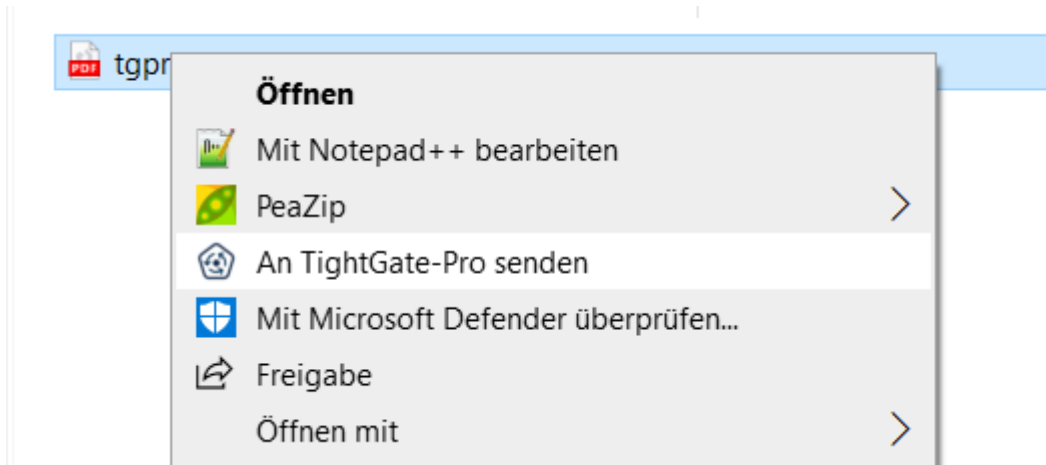 tgpr
Öffnen
Mit Notepad++ bearbeiten
PeaZip
An TightGate-Pro senden
Mit Microsoft Defender überprüfen...
Freigabe
Öffnen mit